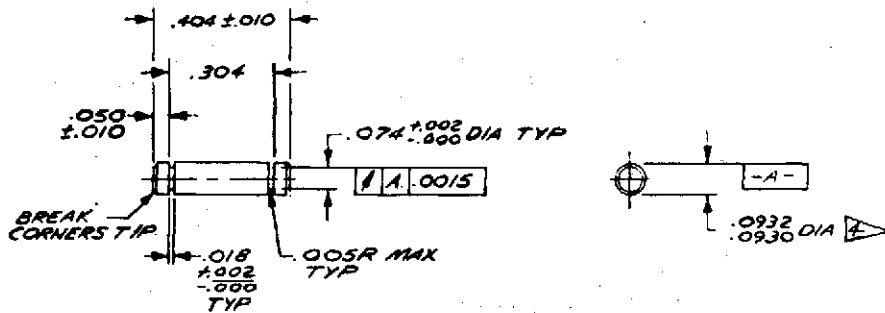 .404 ±.010
.304
.050
±.010
.074 +.002 -.000 DIA TYP
A .0015
-A-
BREAK
CORNERS TYP
.018
+.002
-.000
TYP
.005R MAX
TYP
.0932
.0930 DIA 4